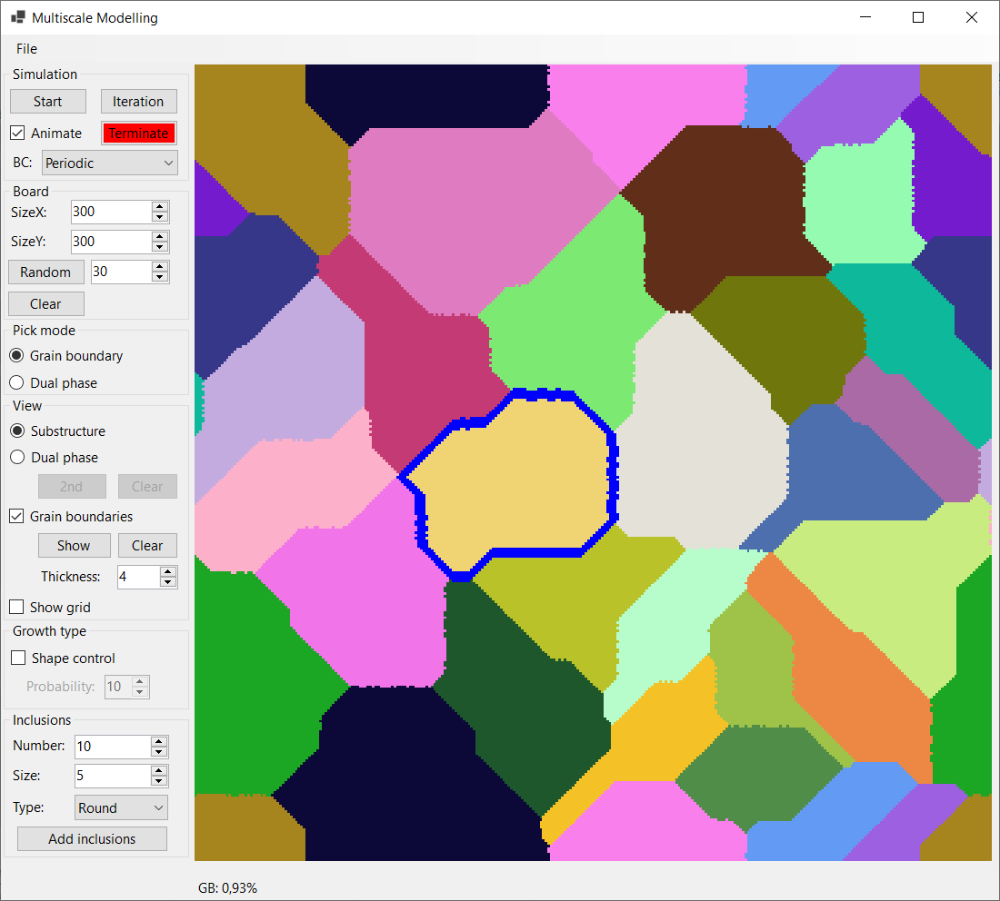 Multiscale Modelling
File
Simulation
Start Iteration
Animate Terminate
BC: Periodic
Board
SizeX: 300
SizeY: 300
Random 30
Clear
Pick mode
Grain boundary
Dual phase
View
Substructure
Dual phase
2nd Clear
Grain boundaries
Show Clear
Thickness: 4
Show grid
Growth type
Shape control
Probability: 10
Inclusions
Number: 10
Size: 5
Type: Round
Add inclusions
GB: 0,93%